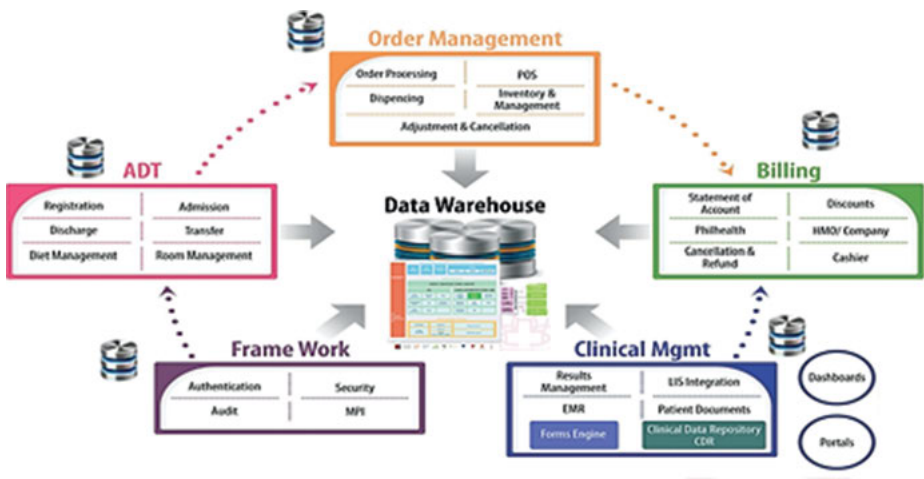 Order Management
Order Processing
POS
Dispencing
Inventory &
Management
Adjustment & Cancellation
ADT
Registration
Admission
Discharge
Transfer
Diet Management
Room Management
Data Warehouse
Billing
Statement of
Account
Discounts
Philhealth
HMO/ Company
Cancellation &
Refund
Cashier
Frame Work
Authentication
Security
Audit
MPI
Clinical Mgmt
Results
Management
LIS Integration
EMR
Patient Documents
Forms Engine
Clinical Data Repository
CDR
Dashboards
Portals